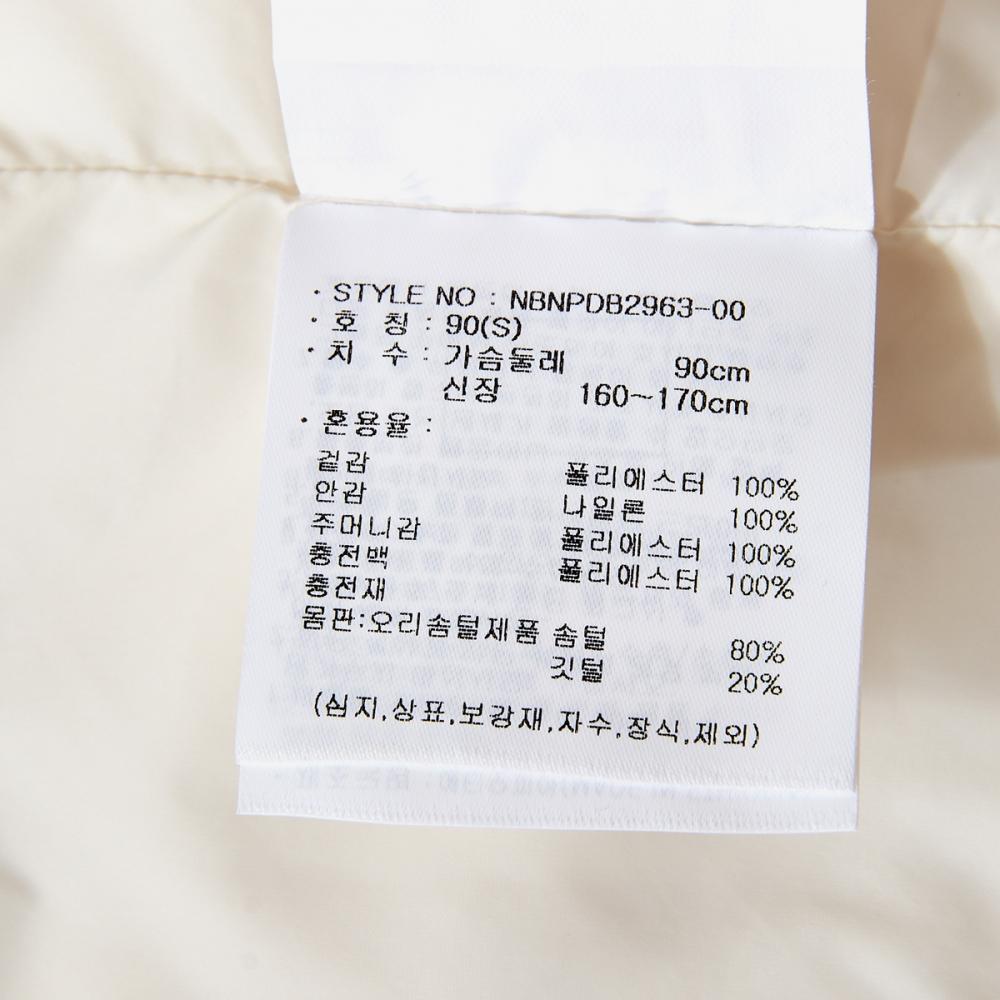 · STYLE NO : NBNPDB2963-00
· 호 칭 : 90(S)
· 치 수 : 가슴둘레 90cm
신장 160~170cm
· 혼용율 :
겉감 폴리에스터 100%
안감 나일론 100%
주머니감 폴리에스터 100%
충전백 폴리에스터 100%
충전재
몸판:오리솜털제품 솜털 80%
깃털 20%
(심지,상표,보강재,자수,장식,제외)